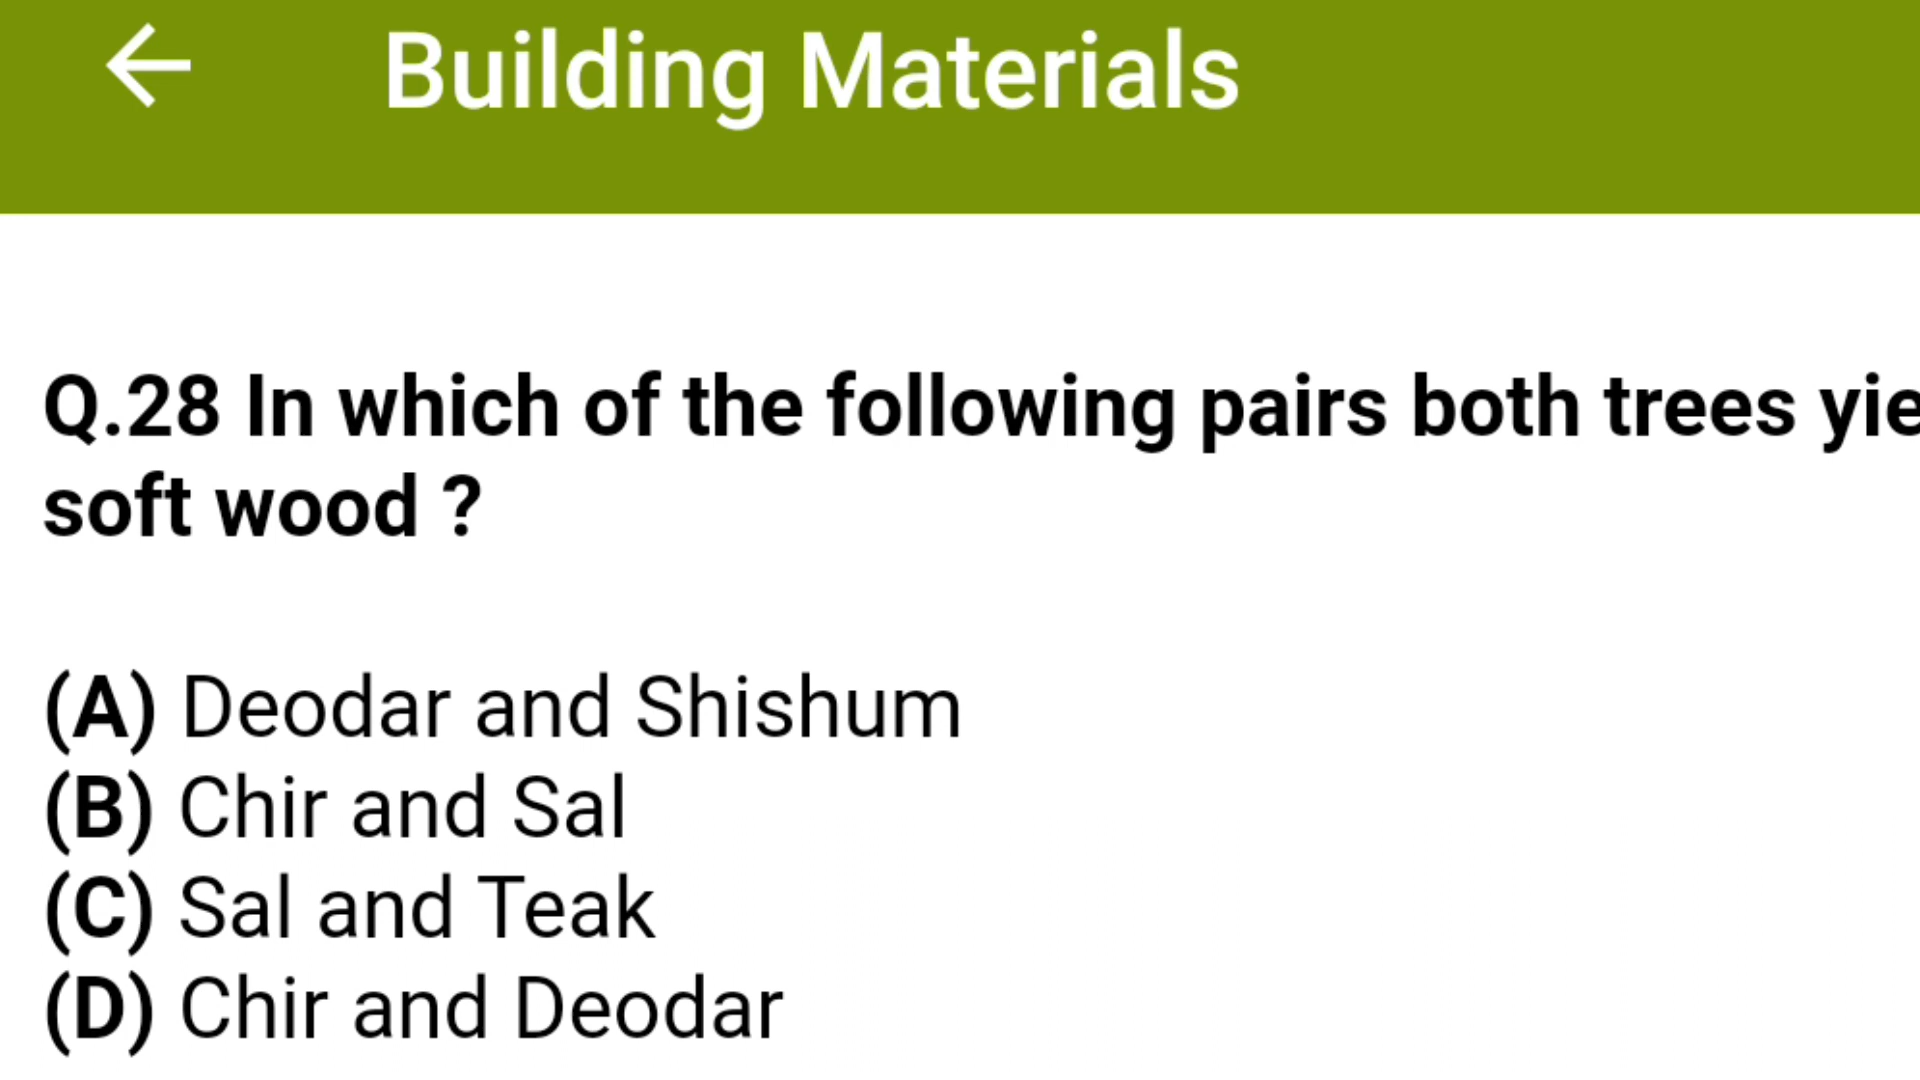 Building Materials
Q.28 In which of the following pairs both trees yie
soft wood ?
(A) Deodar and Shishum
(B) Chir and Sal
(C) Sal and Teak
(D) Chir and Deodar